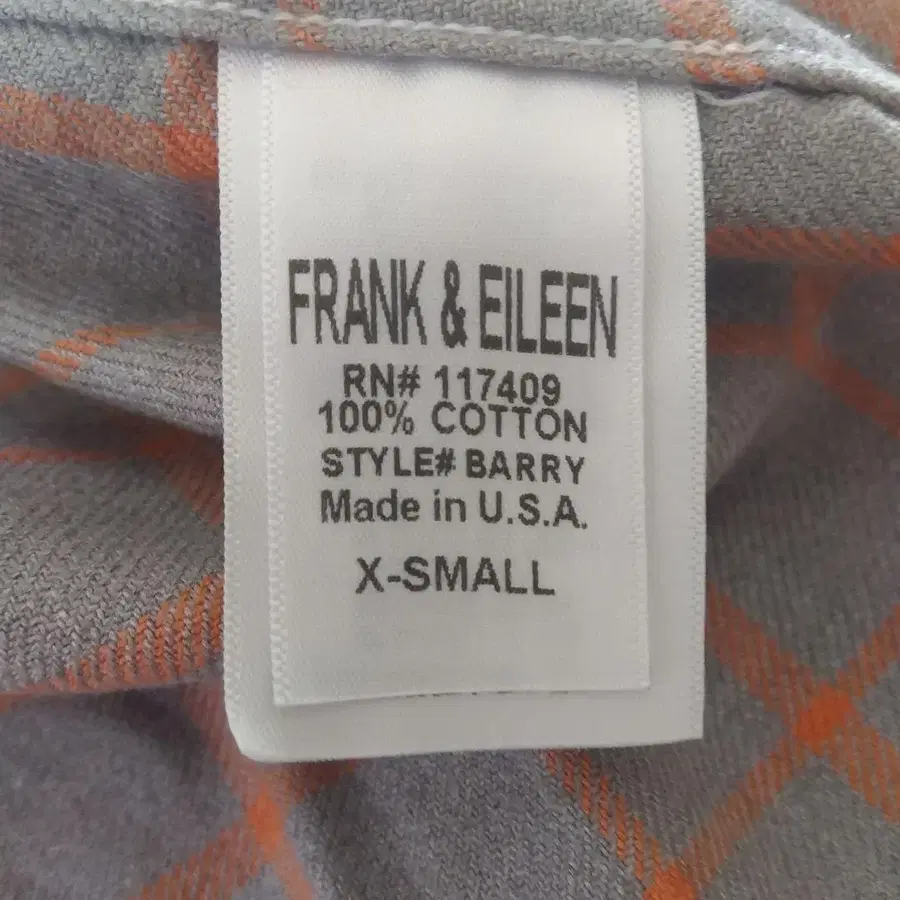 FRANK & EILEEN
RN# 117409
100% COTTON
STYLE# BARRY
Made in U.S.A.
X-SMALL